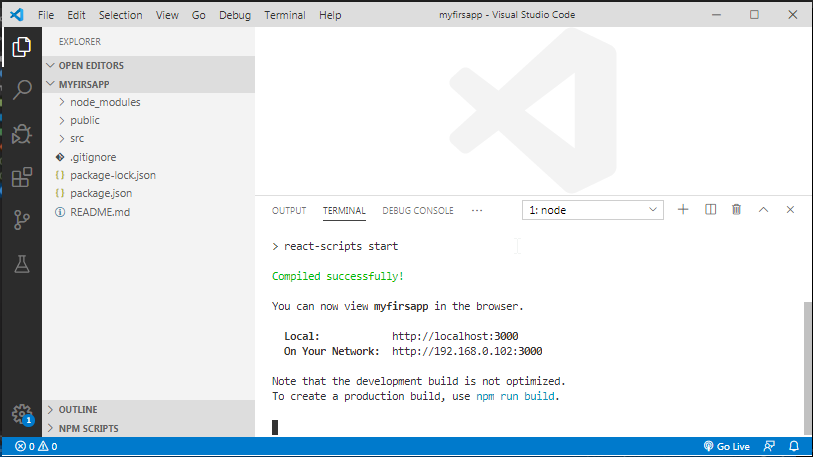 File Edit Selection View Go Debug Terminal Help myfirsapp - Visual Studio Code
EXPLORER
OPEN EDITORS
MYFIRSAPP
node_modules
public
src
.gitignore
package-lock.json
package.json
README.md
OUTLINE
NPM SCRIPTS
1
OUTPUT TERMINAL DEBUG CONSOLE ··· 1: node
> react-scripts start
Compiled successfully!
You can now view myfirsapp in the browser.
Local: http://localhost:3000
On Your Network: http://192.168.0.102:3000
Note that the development build is not optimized.
To create a production build, use npm run build.
0 0 Go Live